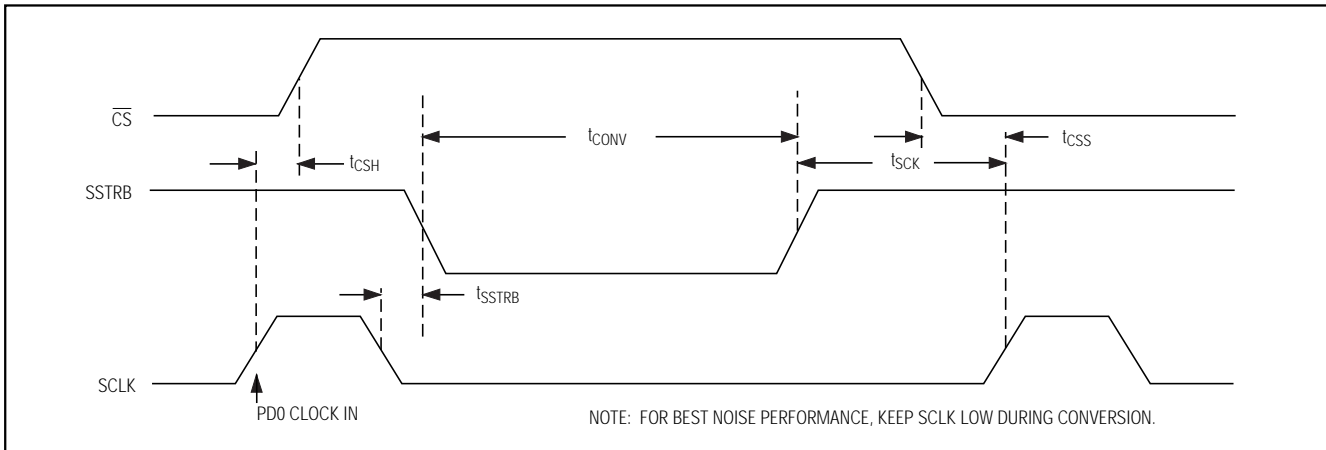 CS
tCONV
tCSS
tCSH
tSCK
SSTRB
tSSTRB
SCLK
PD0 CLOCK IN
NOTE: FOR BEST NOISE PERFORMANCE, KEEP SCLK LOW DURING CONVERSION.